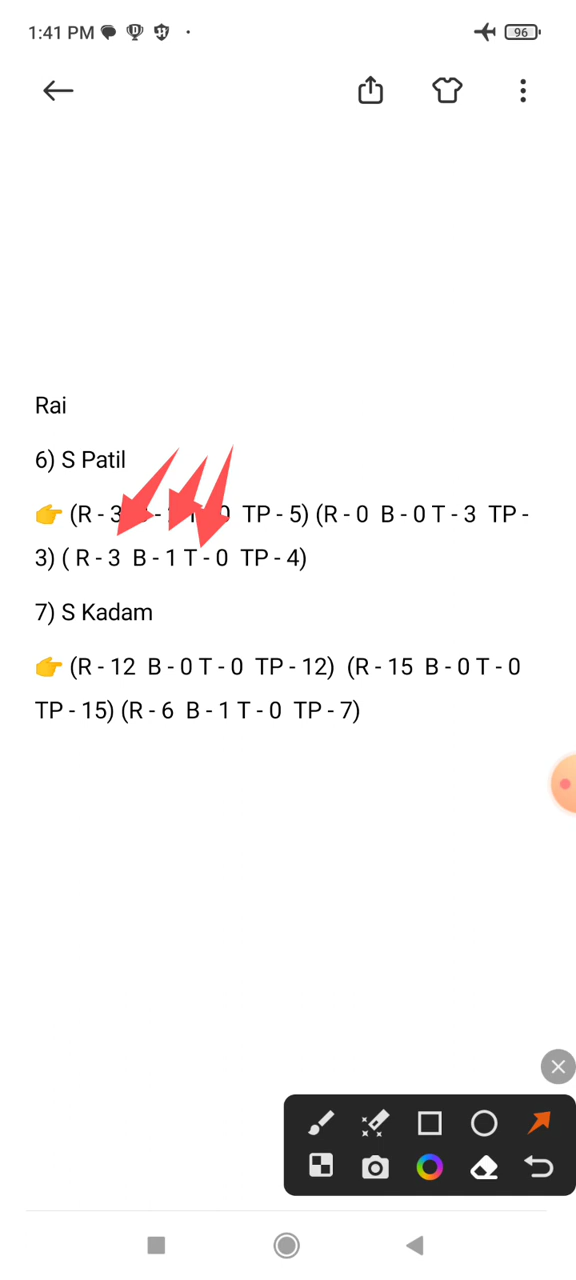 1:41 PM
96
Rai
6) S Patil
👉 (R - 3 TP - 5) (R - 0 B - 0 T - 3 TP -
3) ( R - 3 B - 1 T - 0 TP - 4)
7) S Kadam
👉 (R - 12 B - 0 T - 0 TP - 12) (R - 15 B - 0 T - 0
TP - 15) (R - 6 B - 1 T - 0 TP - 7)